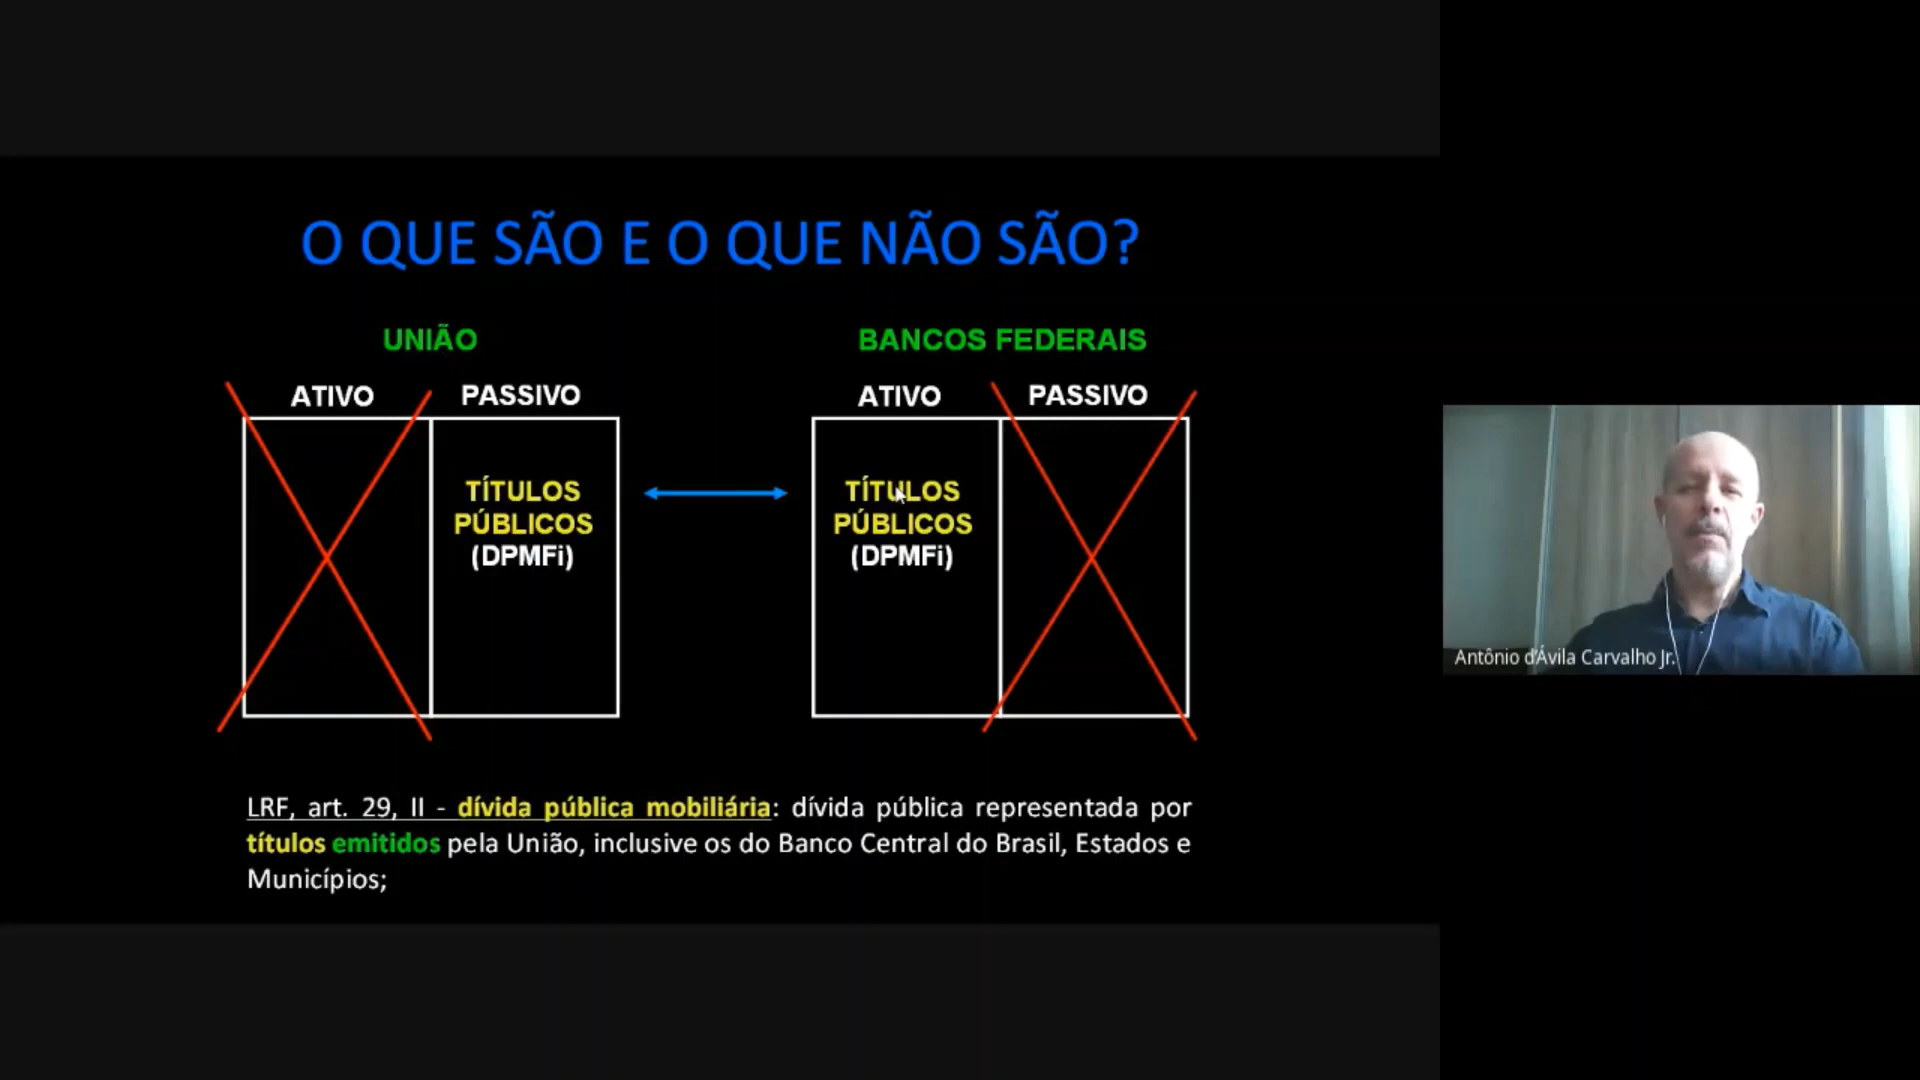 O QUE SÃO E O QUE NÃO SÃO?
UNIÃO
BANCOS FEDERAIS
ATIVO
PASSIVO
ATIVO
PASSIVO
TÍTULOS
PÚBLICOS
(DPMFi)
TÍTULOS
PÚBLICOS
(DPMFi)
LRF, art. 29, II - dívida pública mobiliária: dívida pública representada por
títulos emitidos pela União, inclusive os do Banco Central do Brasil, Estados e
Municípios;
Antônio d'Ávila Carvalho Jr.